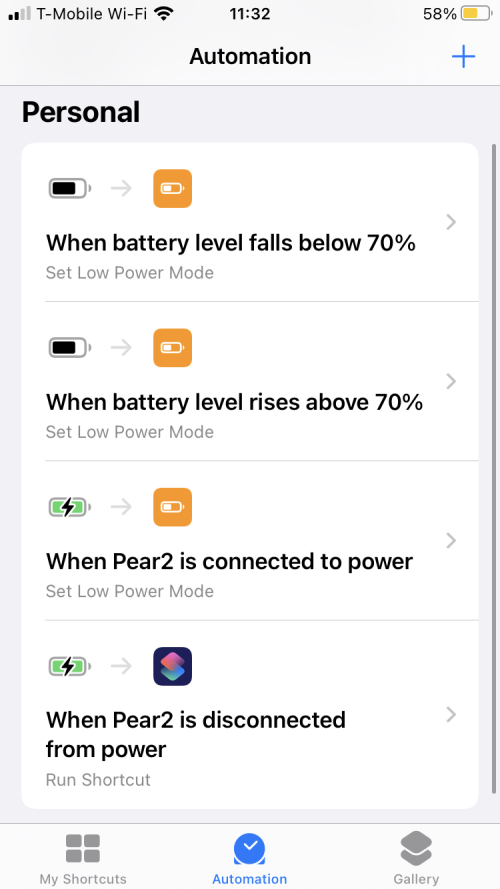 T-Mobile Wi-Fi 11:32 58%
Automation
Personal
When battery level falls below 70%
Set Low Power Mode
When battery level rises above 70%
Set Low Power Mode
When Pear2 is connected to power
Set Low Power Mode
When Pear2 is disconnected
from power
Run Shortcut
My Shortcuts Automation Gallery